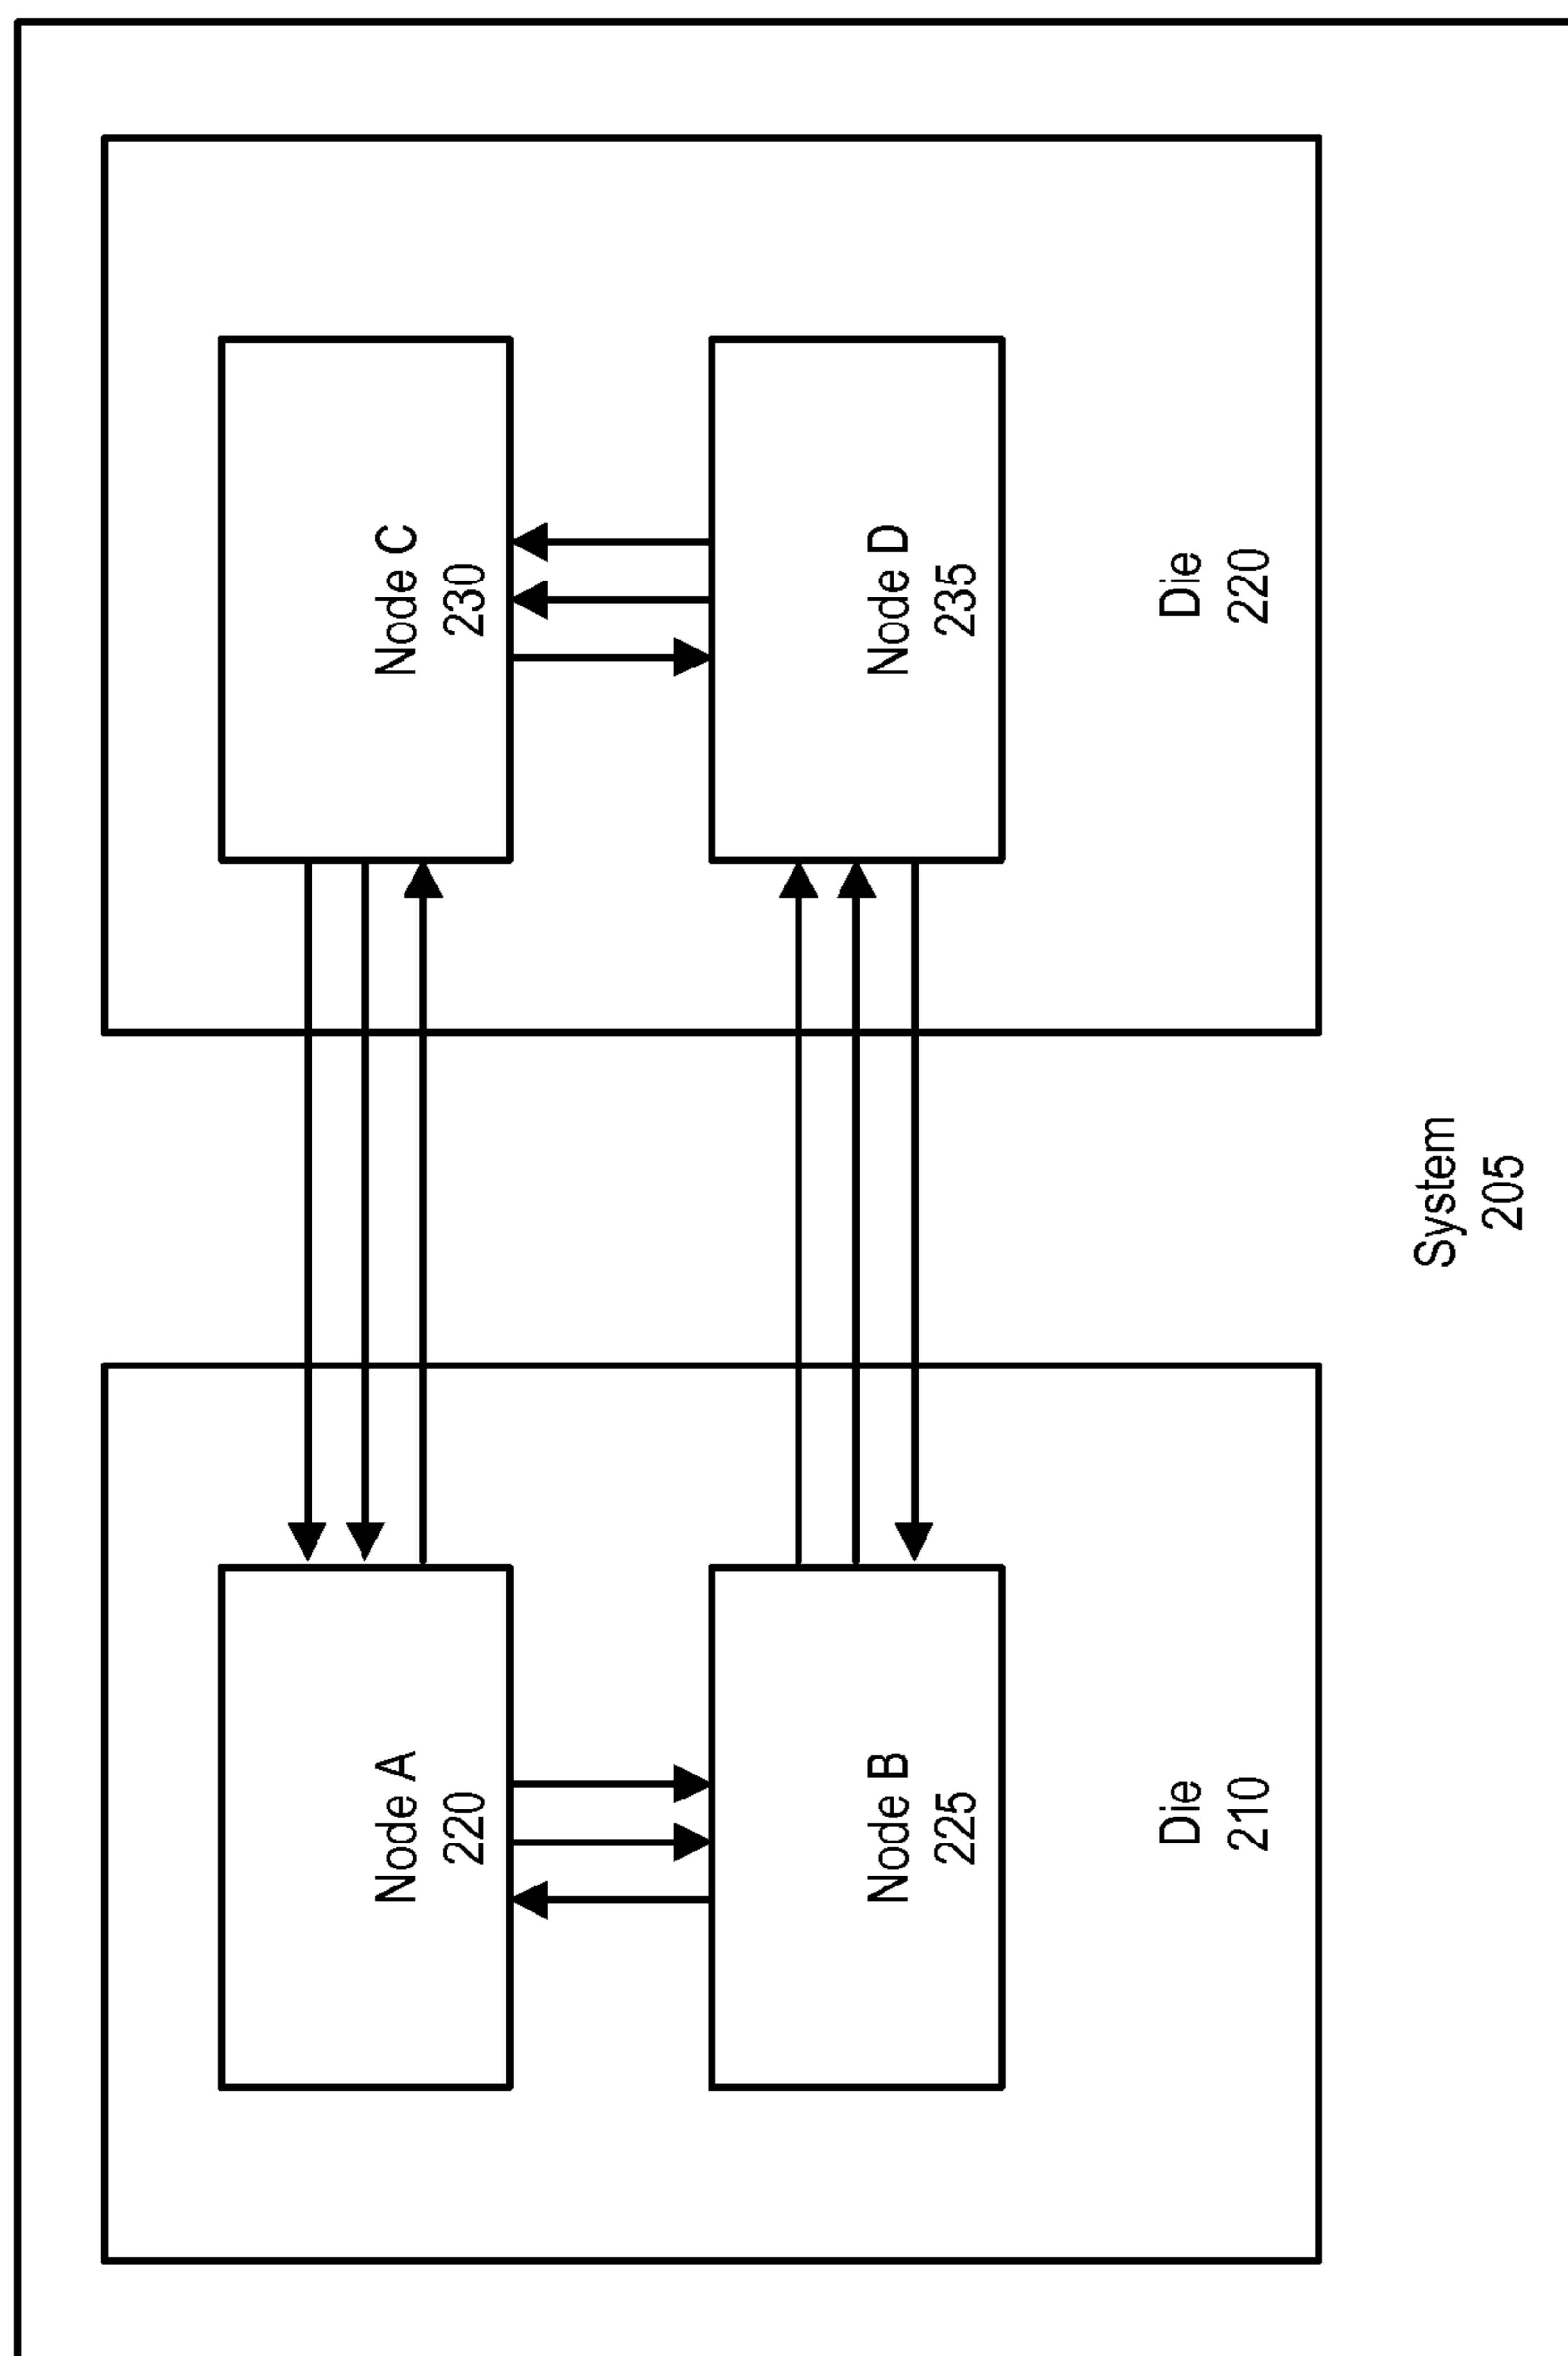 Node A
220
Node C
230
Node B
225
Node D
235
Die
210
Die
220
System
205